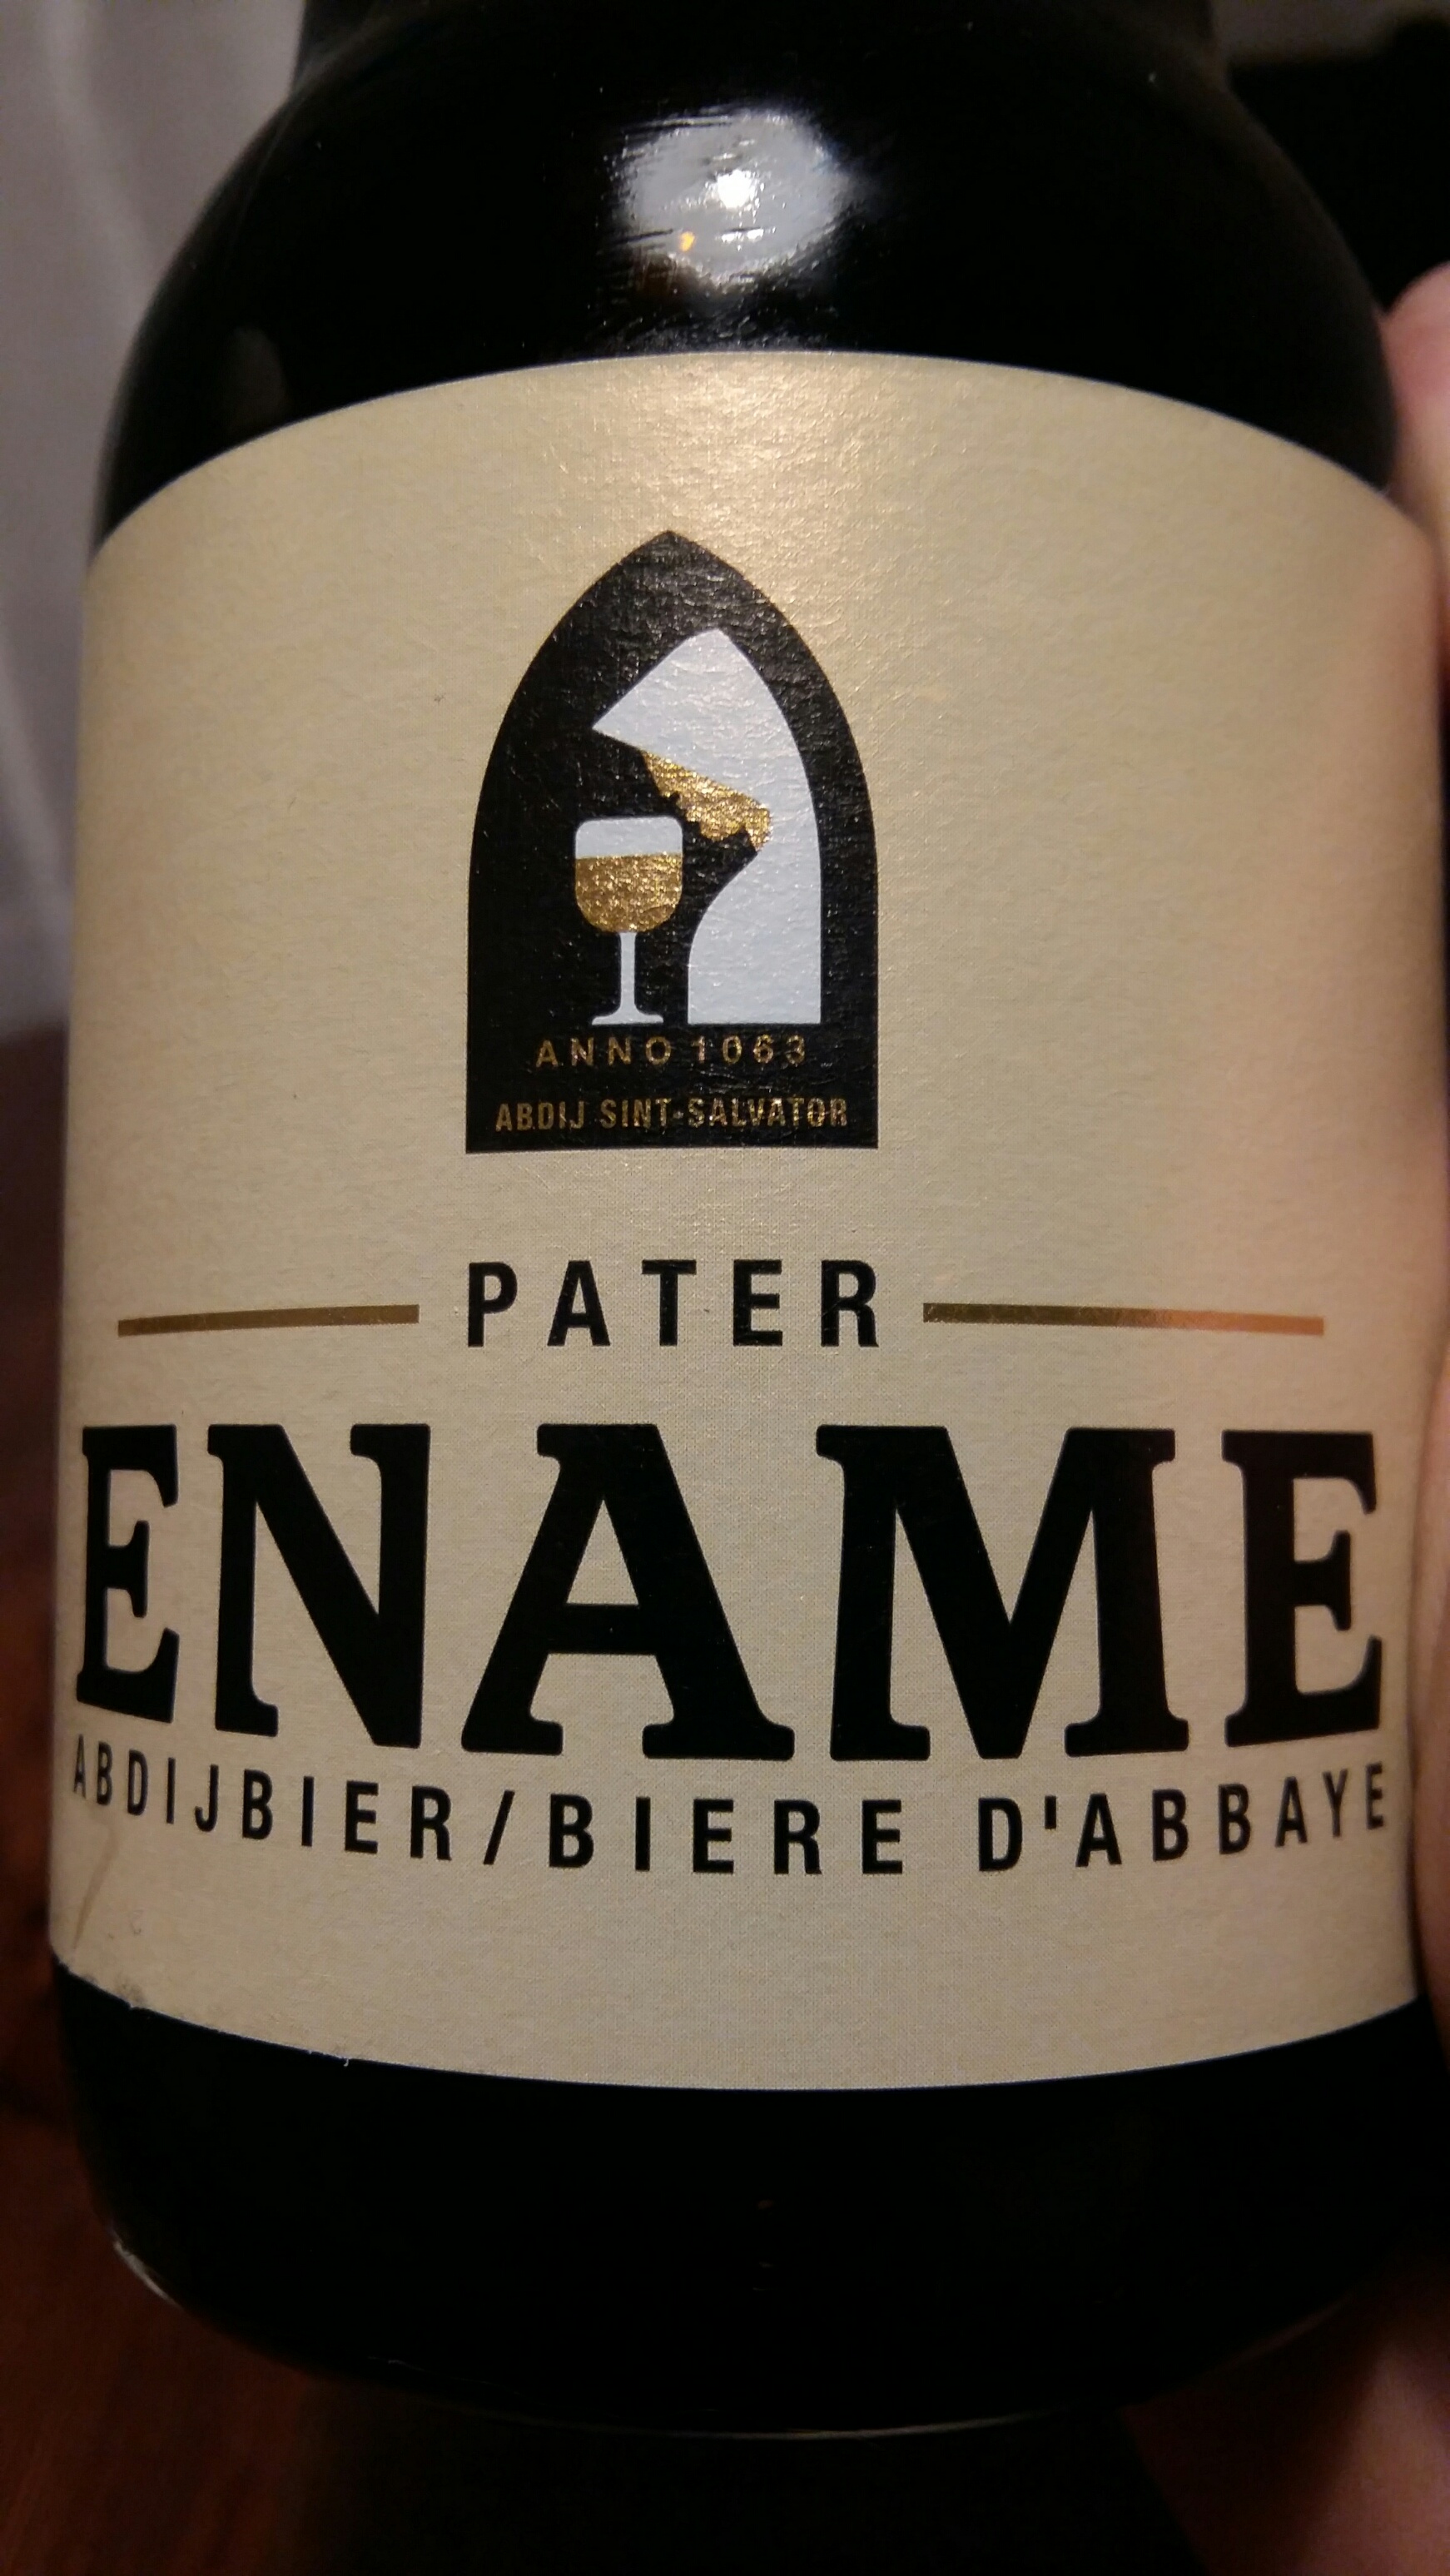 ANNO 1063
ABDIJ SINT-SALVATOR
PATER
ENAME
ABDIJBIER/BIERE D'ABBAYE